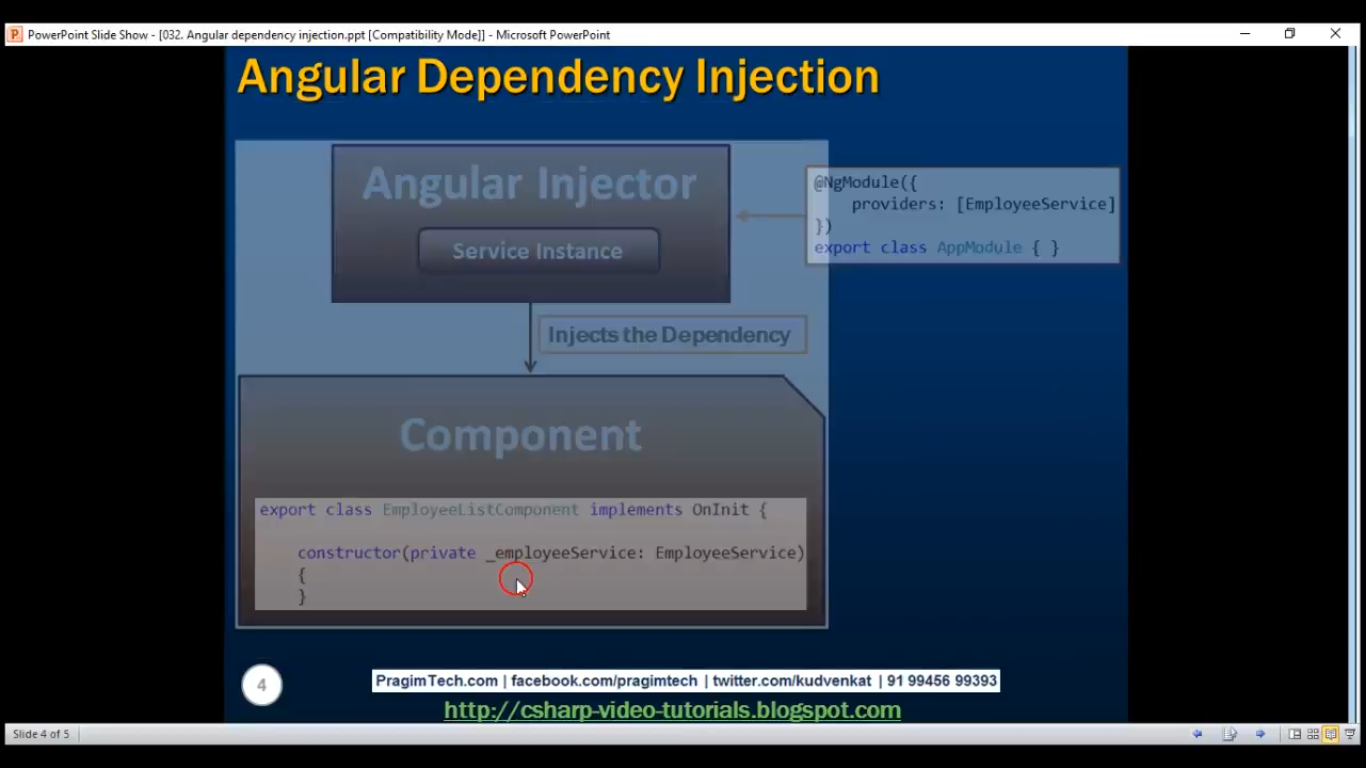 PowerPoint Slide Show - [032. Angular dependency injection.ppt [Compatibility Mode]] - Microsoft PowerPoint
Angular Dependency Injection
Angular Injector
Service Instance
@NgModule({
providers: [EmployeeService]
})
export class AppModule { }
Injects the Dependency
Component
export class EmployeeListComponent implements OnInit {
constructor(private _employeeService: EmployeeService)
{
}
4
PragimTech.com | facebook.com/pragimtech | twitter.com/kudvenkat | 91 99456 99393
http://csharp-video-tutorials.blogspot.com
Slide 4 of 5